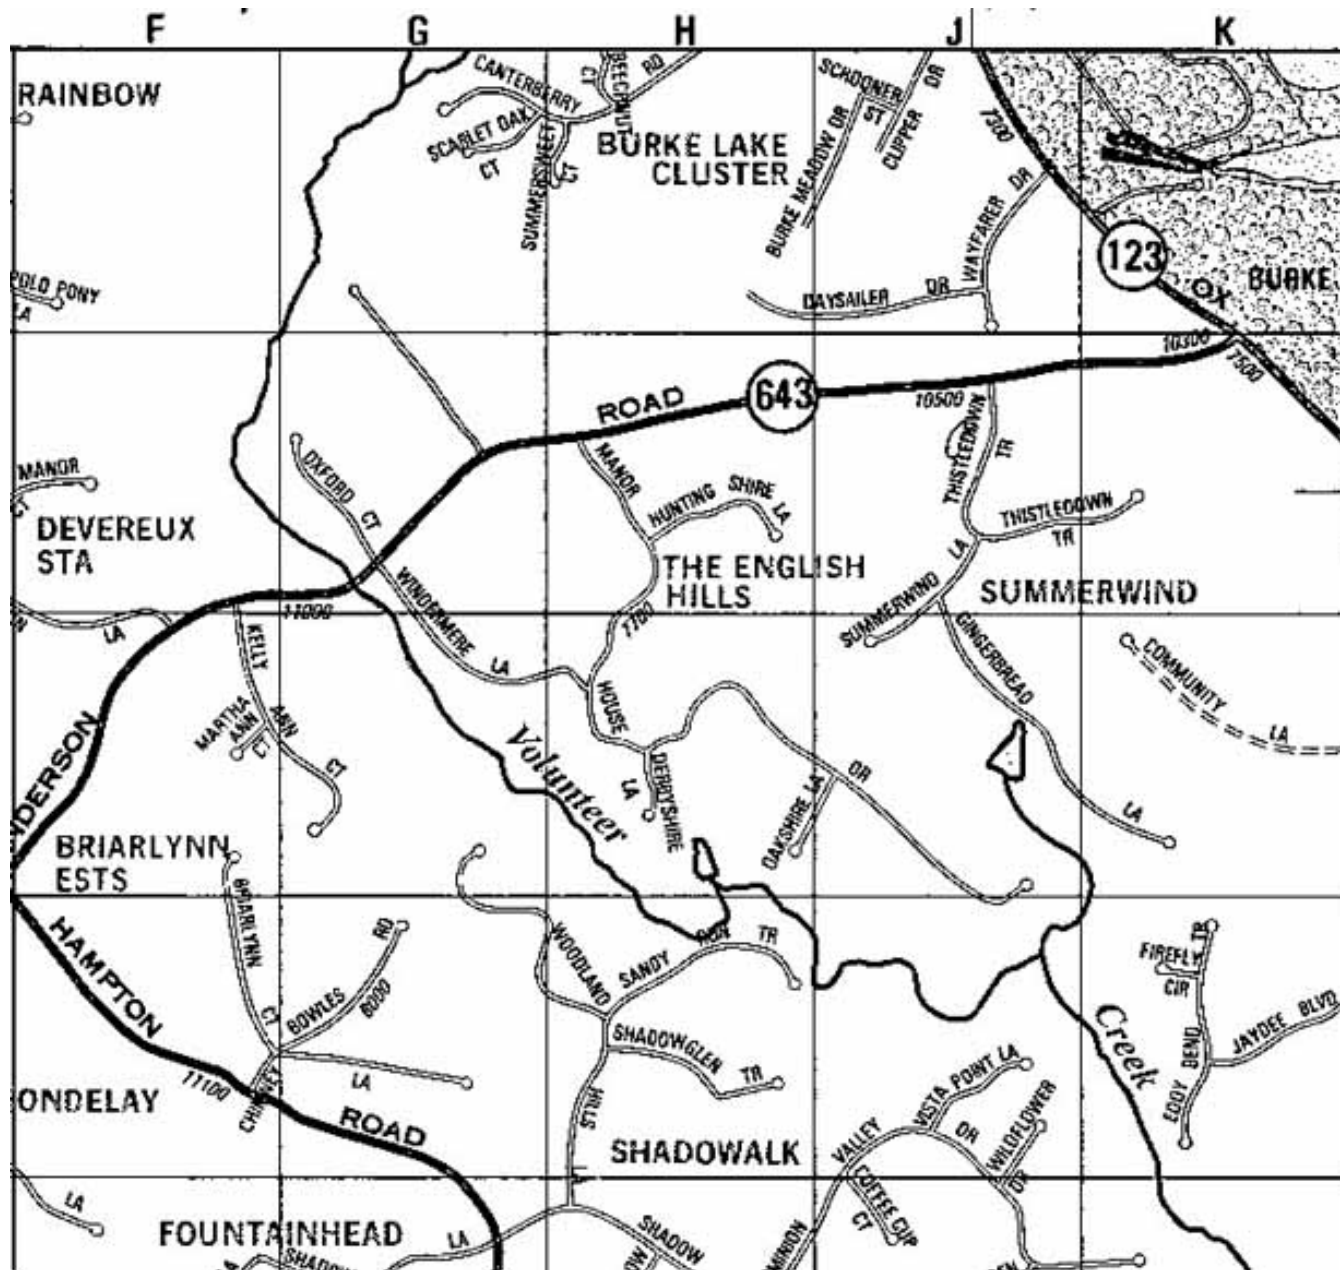 F G H J K
RAINBOW
CANTERBERRY
BEECHNUT
CT
RD
SCARLET OAK
CT
SUMMERSWEET
CT
BURKE LAKE
CLUSTER
SCHOONER
ST
DR
CLIPPER
BURKE MEADOW DR
7300
WAYFARER DR
123
OX
BURKE
POLO PONY
LA
DAYSAILER DR
10300
7500
ROAD
643
10500
MANOR
DEVEREUX
STA
OXFORD
CT
MANOR
HUNTING SHIRE LA
THISTLEDOWN
TR
THISTLEDOWN
TR
THE ENGLISH
HILLS
SUMMERWIND LA
SUMMERWIND
11000
LA
WINDERMERE
LA
7700
KELLY
ANN
CT
MARTHA
ANN
CT
HOUSE
LA
DERBYSHIRE
GINGERBREAD
LA
COMMUNITY
LA
NDERSON
Volunteer
OAKSHIRE LA
DR
BRIARLYNN
ESTS
HAMPTON
BRIARLYNN
CT
BOWLES
RD
8000
WOODLAND
SANDY
RUN
TR
FIREFLY
CIR
TR
Creek
BEND
EDDY
JAYDEE BLVD
SHADOWGLEN
TR
11100
LA
ONDELAY
ROAD
HILLS
LA
SHADOWALK
VALLEY
VISTA POINT LA
DR
WILDFLOWER
COFFEE CUP
CT
LA
FOUNTAINHEAD
LA
SHADOW
MINION